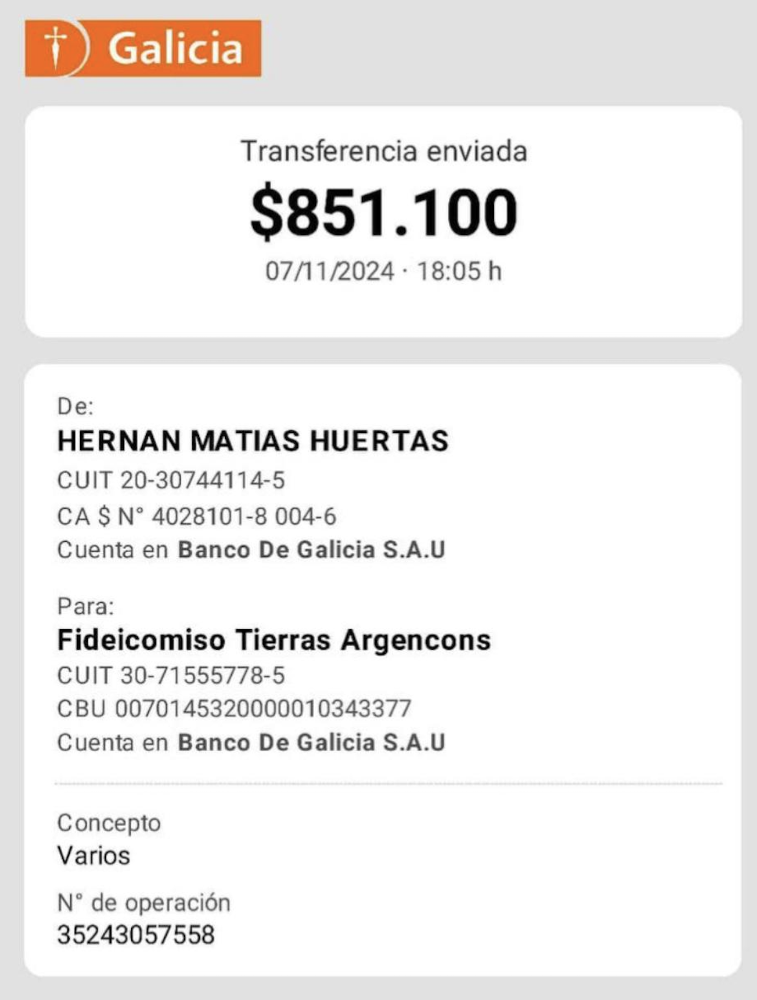 Galicia
Transferencia enviada
$851.100
07/11/2024 · 18:05 h
De:
HERNAN MATIAS HUERTAS
CUIT 20-30744114-5
CA $ N° 4028101-8 004-6
Cuenta en Banco De Galicia S.A.U
Para:
Fideicomiso Tierras Argencons
CUIT 30-71555778-5
CBU 0070145320000010343377
Cuenta en Banco De Galicia S.A.U
Concepto
Varios
N° de operación
35243057558